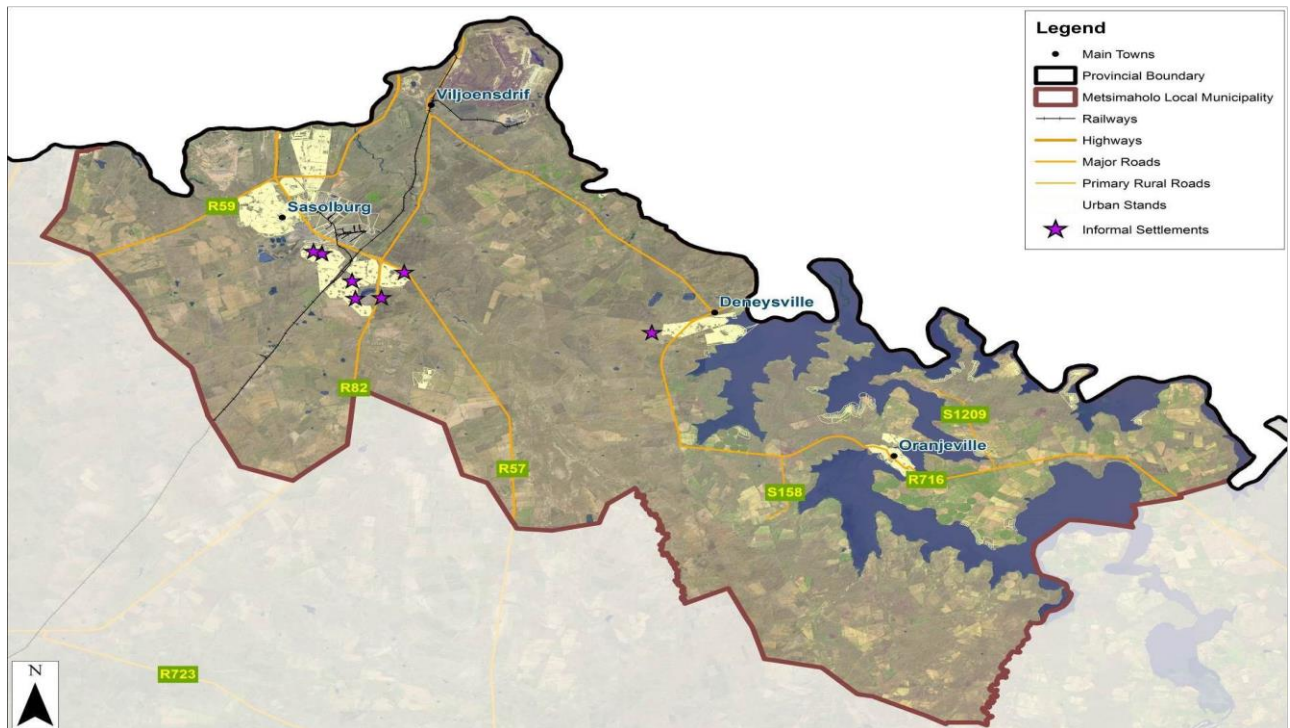 Legend
Main Towns
Provincial Boundary
Metsimaholo Local Municipality
Railways
Highways
Major Roads
Primary Rural Roads
Urban Stands
Informal Settlements
Viljoensdrif
R59
Sasolburg
Deneysville
R82
S1209
Oranjeville
R57
R716
S158
R723
N